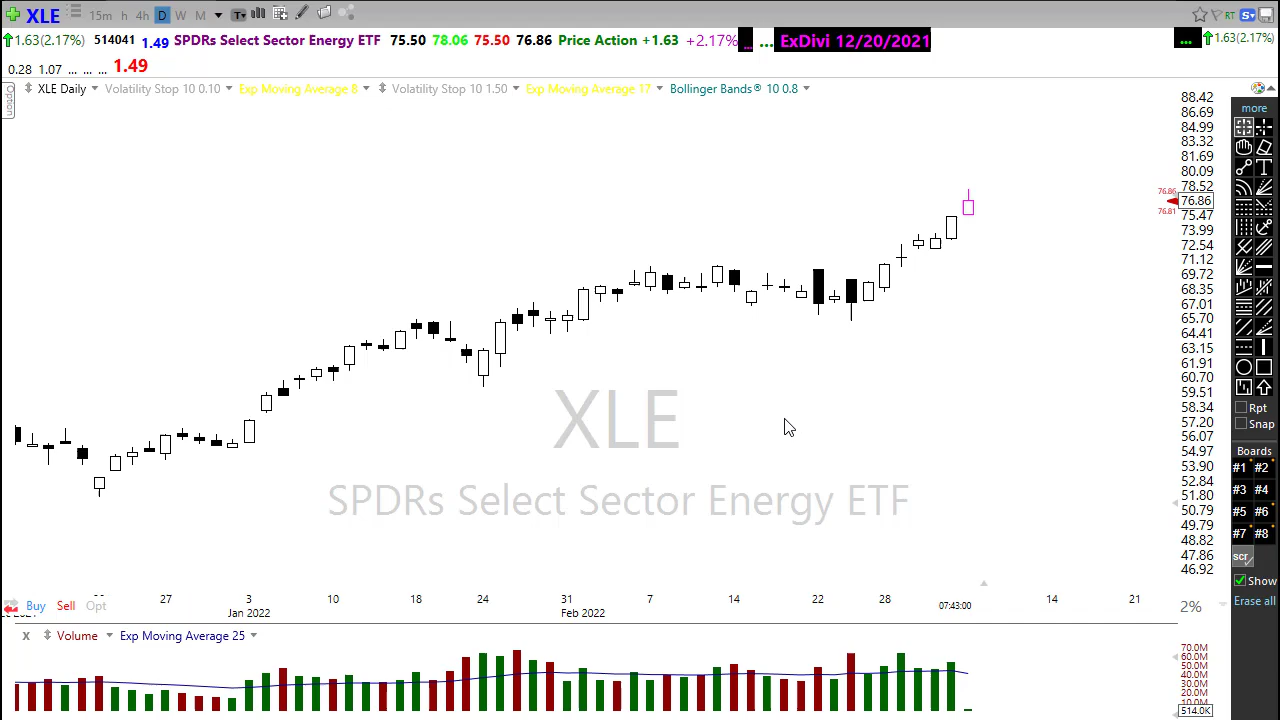 XLE 15m h 4h D W M T RT S
1.63(2.17%) 514041 1.49 SPDRs Select Sector Energy ETF 75.50 78.06 75.50 76.86 Price Action +1.63 +2.17% ... ... ExDivi 12/20/2021 ... 1.63(2.17%)
0.28 1.07 ... ... ... 1.49
Option
XLE Daily Volatility Stop 10 0.10 Exp Moving Average 8 Volatility Stop 10 1.50 Exp Moving Average 17 Bollinger Bands® 10 0.8
88.42
more
86.69
84.99
83.32
81.69
80.09
78.52
76.86
76.86
76.81
75.47
73.99
72.54
71.12
69.72
68.35
67.01
65.70
64.41
63.15
61.91
60.70
59.51
58.34
57.20
56.07
54.97
53.90
52.84
51.80
50.79
49.79
48.82
47.86
46.92
T
Rpt
Snap
Boards
#1 #2
#3 #4
#5 #6
#7 #8
scr
Show
Erase all
XLE
SPDRs Select Sector Energy ETF
27 3 10 18 24 31 7 14 22 28 07:43:00 14 21
Buy Sell Opt 2%
2021 Jan 2022 Feb 2022
x Volume Exp Moving Average 25
70.0M
60.0M
50.0M
40.0M
30.0M
20.0M
10.0M
514.0K